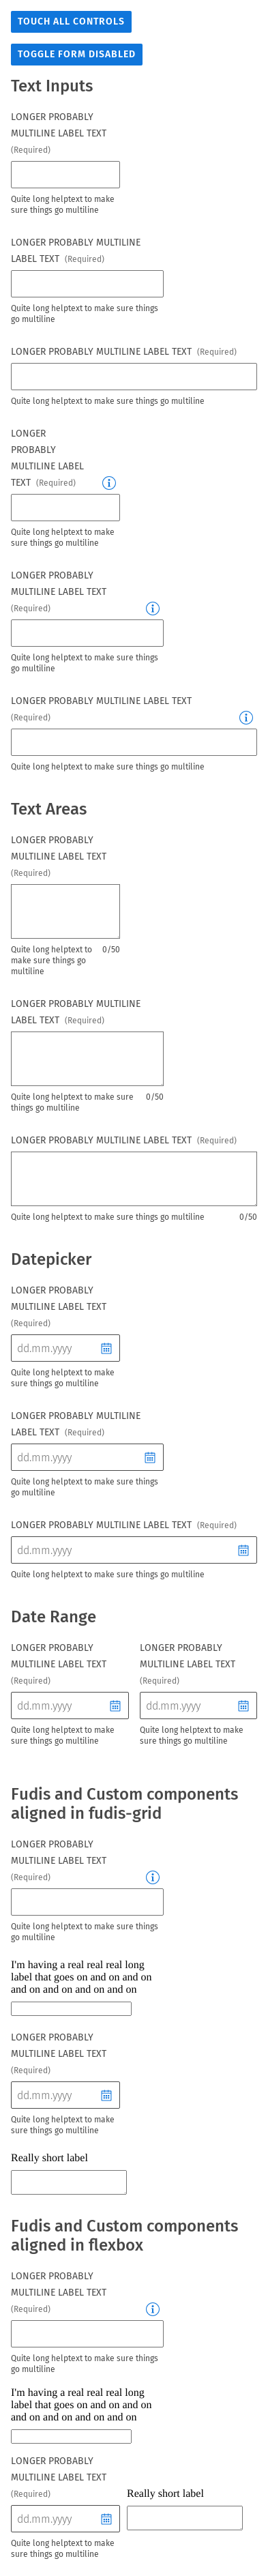 TOUCH ALL CONTROLS
TOGGLE FORM DISABLED
Text Inputs
LONGER PROBABLY
MULTILINE LABEL TEXT
(Required)
Quite long helptext to make
sure things go multiline
LONGER PROBABLY MULTILINE
LABEL TEXT (Required)
Quite long helptext to make sure things
go multiline
LONGER PROBABLY MULTILINE LABEL TEXT (Required)
Quite long helptext to make sure things go multiline
LONGER
PROBABLY
MULTILINE LABEL
TEXT (Required)
Quite long helptext to make
sure things go multiline
LONGER PROBABLY
MULTILINE LABEL TEXT
(Required)
Quite long helptext to make sure things
go multiline
LONGER PROBABLY MULTILINE LABEL TEXT
(Required)
Quite long helptext to make sure things go multiline
Text Areas
LONGER PROBABLY
MULTILINE LABEL TEXT
(Required)
Quite long helptext to 0/50
make sure things go
multiline
LONGER PROBABLY MULTILINE
LABEL TEXT (Required)
Quite long helptext to make sure 0/50
things go multiline
LONGER PROBABLY MULTILINE LABEL TEXT (Required)
Quite long helptext to make sure things go multiline 0/50
Datepicker
LONGER PROBABLY
MULTILINE LABEL TEXT
(Required)
dd.mm.yyyy
Quite long helptext to make
sure things go multiline
LONGER PROBABLY MULTILINE
LABEL TEXT (Required)
dd.mm.yyyy
Quite long helptext to make sure things
go multiline
LONGER PROBABLY MULTILINE LABEL TEXT (Required)
dd.mm.yyyy
Quite long helptext to make sure things go multiline
Date Range
LONGER PROBABLY LONGER PROBABLY
MULTILINE LABEL TEXT MULTILINE LABEL TEXT
(Required) (Required)
dd.mm.yyyy dd.mm.yyyy
Quite long helptext to make Quite long helptext to make
sure things go multiline sure things go multiline
Fudis and Custom components
aligned in fudis-grid
LONGER PROBABLY
MULTILINE LABEL TEXT
(Required)
Quite long helptext to make sure things
go multiline
I'm having a real real real long
label that goes on and on and on
and on and on and on and on
LONGER PROBABLY
MULTILINE LABEL TEXT
(Required)
dd.mm.yyyy
Quite long helptext to make
sure things go multiline
Really short label
Fudis and Custom components
aligned in flexbox
LONGER PROBABLY
MULTILINE LABEL TEXT
(Required)
Quite long helptext to make sure things
go multiline
I'm having a real real real long
label that goes on and on and on
and on and on and on and on
LONGER PROBABLY
MULTILINE LABEL TEXT
(Required) Really short label
dd.mm.yyyy
Quite long helptext to make
sure things go multiline